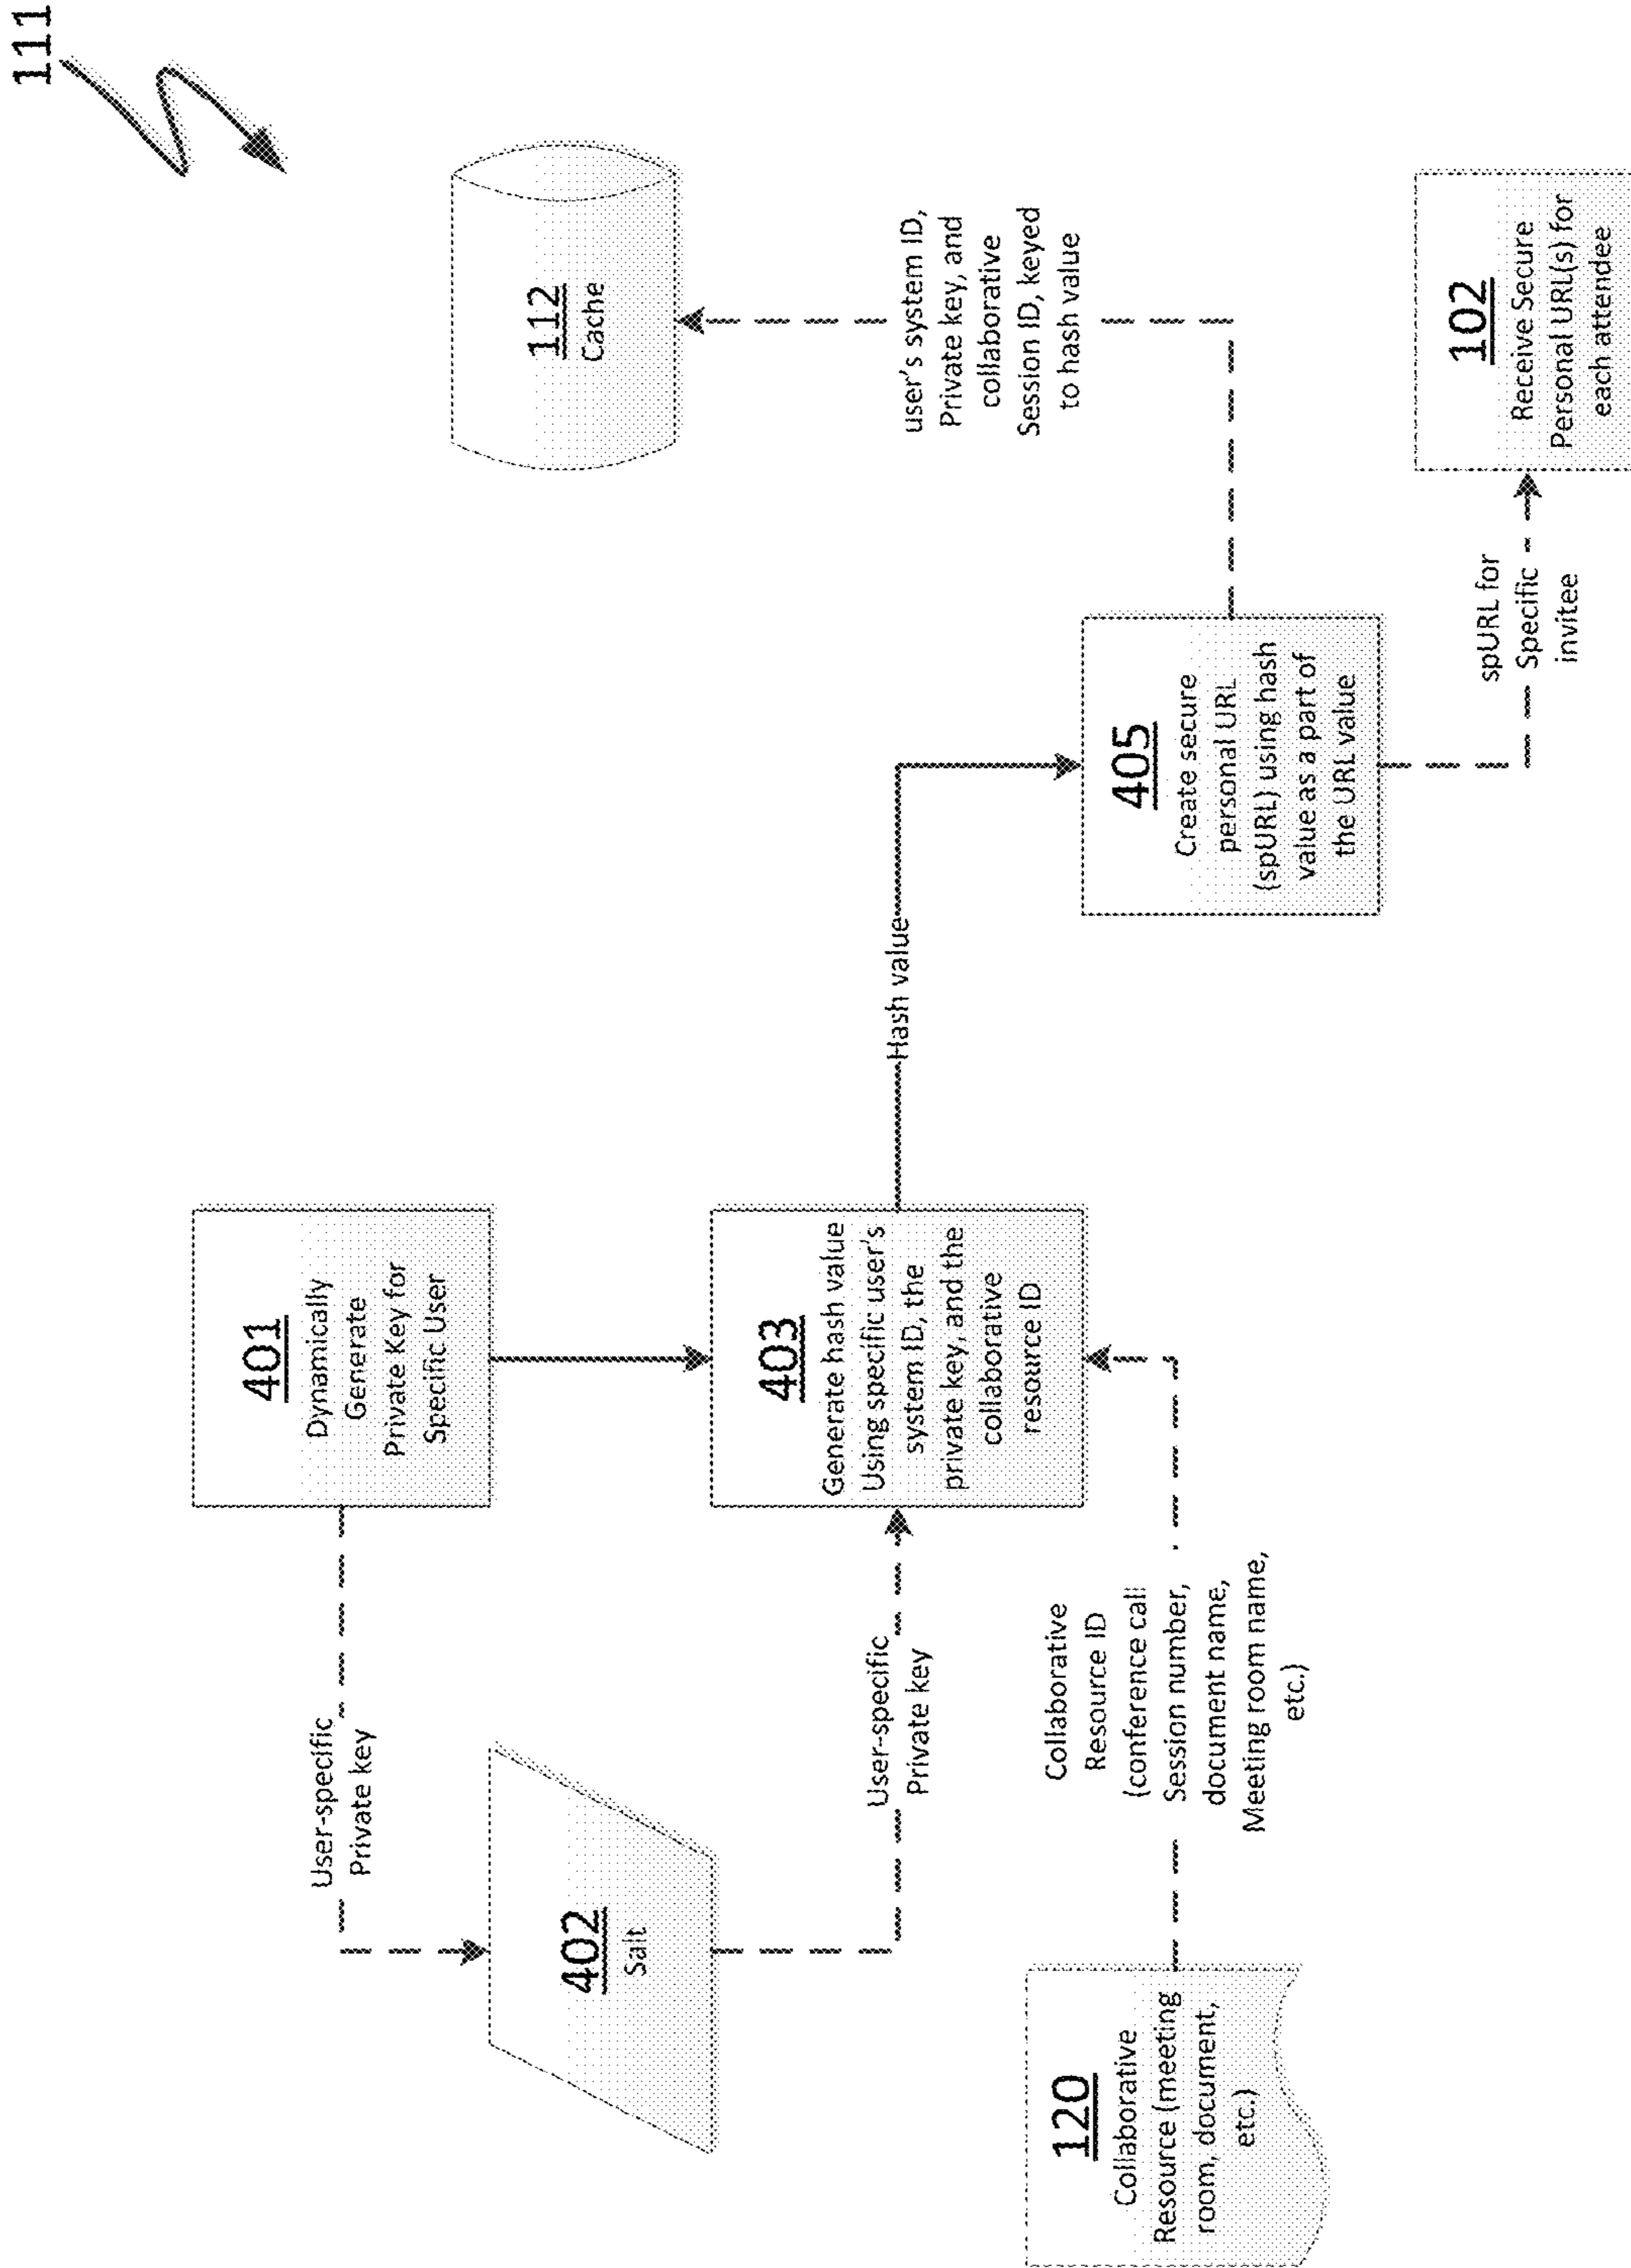 111
401
Dynamically
Generate
Private Key for
Specific User
User-specific
Private key
402
Salt
112
Cache
403
Generate hash value
Using specific user's
system ID, the
private key, and the
collaborative
resource ID
User-specific
Private key
Hash value
user's system ID,
Private key, and
collaborative
Session ID, keyed
to hash value
120
Collaborative
Resource (meeting
room, document,
etc.)
Collaborative
Resource ID
(conference call
Session number,
document name,
Meeting room name,
etc.)
405
Create secure
personal URL
(spURL) using hash
value as a part of
the URL value
spURL for
Specific
invitee
102
Receive Secure
Personal URL(s) for
each attendee